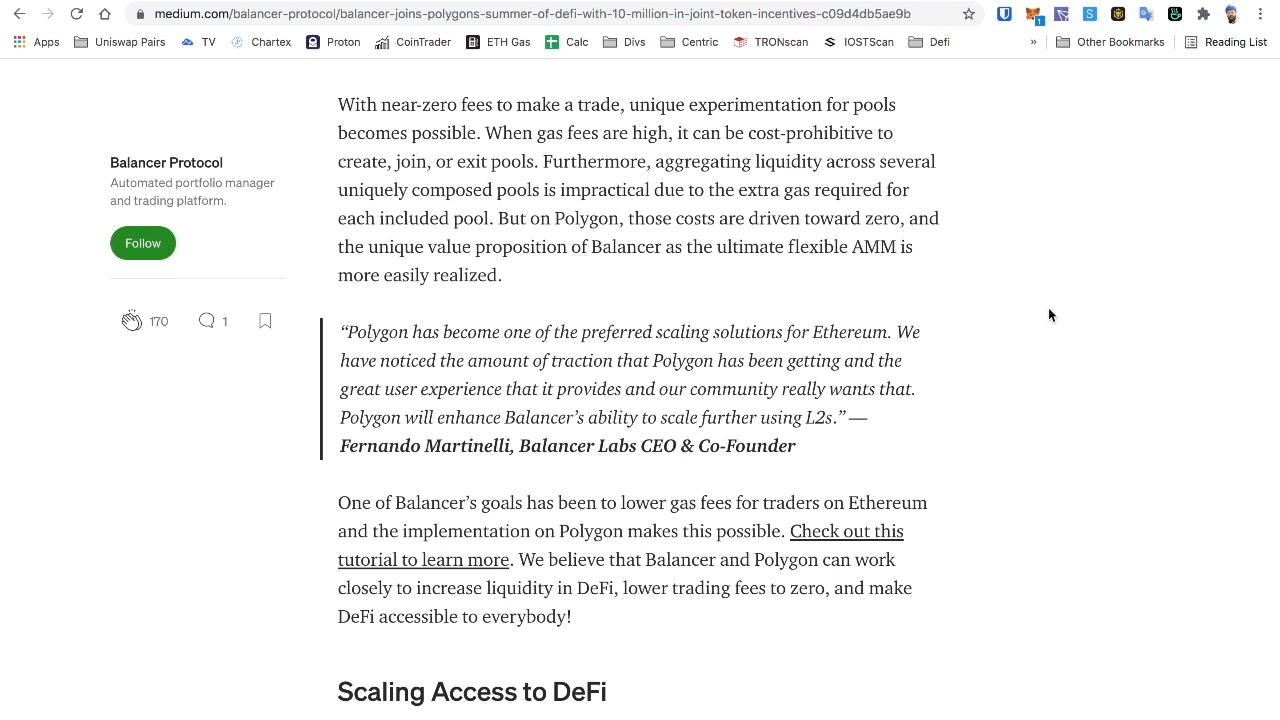 medium.com/balancer-protocol/balancer-joins-polygons-summer-of-defi-with-10-million-in-joint-token-incentives-c09d4db5ae9b
1
Apps Uniswap Pairs TV Chartex Proton CoinTrader ETH Gas Calc Divs Centric TRONscan IOSTScan Defi » Other Bookmarks Reading List
Balancer Protocol
Automated portfolio manager
and trading platform.
Follow
170 1
With near-zero fees to make a trade, unique experimentation for pools
becomes possible. When gas fees are high, it can be cost-prohibitive to
create, join, or exit pools. Furthermore, aggregating liquidity across several
uniquely composed pools is impractical due to the extra gas required for
each included pool. But on Polygon, those costs are driven toward zero, and
the unique value proposition of Balancer as the ultimate flexible AMM is
more easily realized.
“Polygon has become one of the preferred scaling solutions for Ethereum. We
have noticed the amount of traction that Polygon has been getting and the
great user experience that it provides and our community really wants that.
Polygon will enhance Balancer’s ability to scale further using L2s.” —
Fernando Martinelli, Balancer Labs CEO & Co-Founder
One of Balancer’s goals has been to lower gas fees for traders on Ethereum
and the implementation on Polygon makes this possible. Check out this
tutorial to learn more. We believe that Balancer and Polygon can work
closely to increase liquidity in DeFi, lower trading fees to zero, and make
DeFi accessible to everybody!
Scaling Access to DeFi